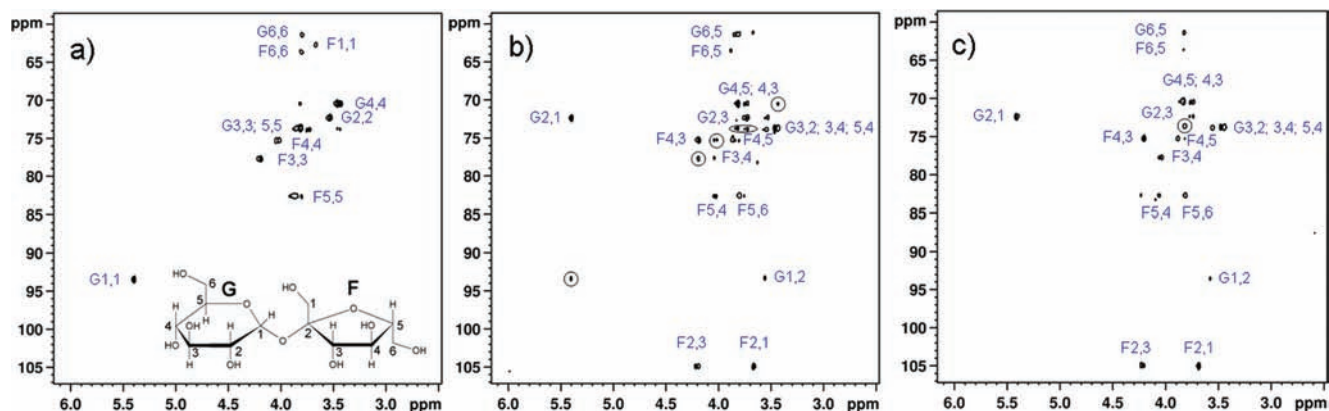 ppm
a)
G6,6
F1,1
F6,6
65
70
G4,4
G2,2
G3,3; 5,5
75
F4,4
F3,3
80
F5,5
85
90
G1,1
95
100
105
HO
6
G
F
HO
5
O
1
O
H
H
H
4
H
OH
1
2
H
HO
5
HO
3
2
O
3
4
6
OH
H
OH
OH
H
6.0 5.5 5.0 4.5 4.0 3.5 3.0 ppm
ppm
b)
G6,5
F6,5
65
G4,5; 4,3
70
G2,1
G2,3
G3,2; 3,4; 5,4
75
F4,3
F4,5
F3,4
80
85
F5,4 F5,6
90
G1,2
95
100
F2,3 F2,1
105
6.0 5.5 5.0 4.5 4.0 3.5 3.0 ppm
ppm
c)
60
G6,5
F6,5
65
G4,5; 4,3
70
G2,1
G2,3
G3,2; 3,4; 5,4
75
F4,3
F4,5
F3,4
80
85
F5,4 F5,6
90
G1,2
95
100
F2,3 F2,1
105
6.0 5.5 5.0 4.5 4.0 3.5 3.0 ppm